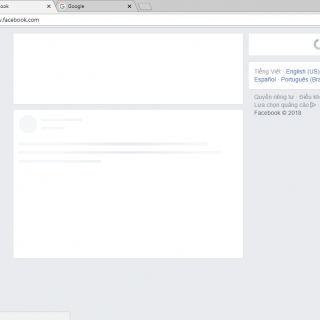 ook × Google ×
.facebook.com
Tiếng Việt · English (US)
Español · Português (Bra
Quyền riêng tư · Điều kh
Lựa chọn quảng cáo
Facebook © 2018